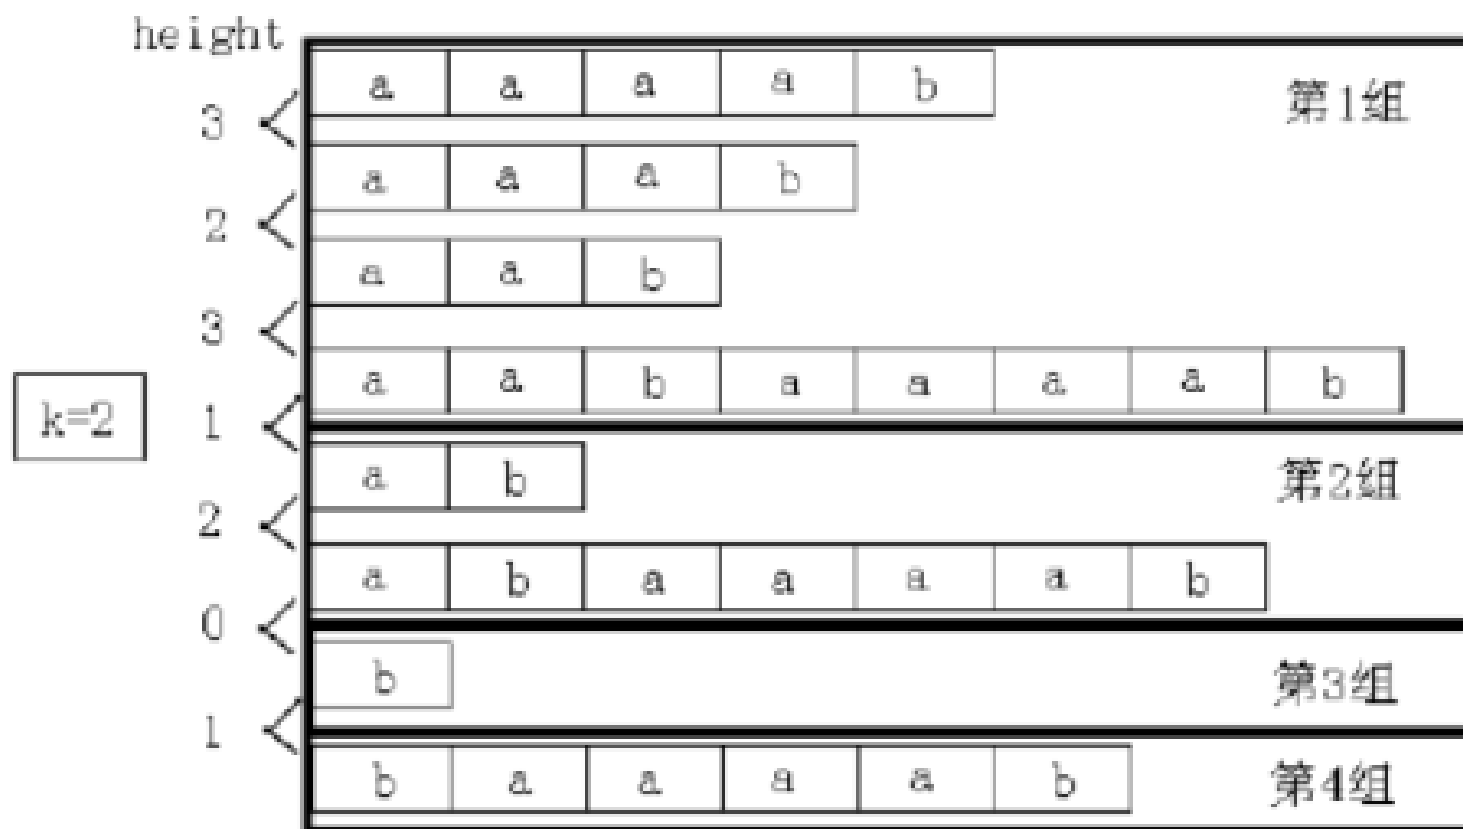 height
a a a a b 第1组
3
a a a b
2
a a b
3
a a b a a a a b
k=2
1
a b 第2组
2
a b a a a a b
0
b 第3组
1
b a a a a b 第4组